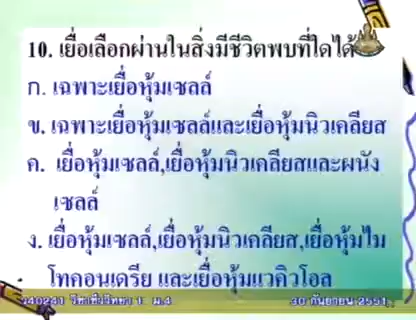 10. เยื่อเลือกผ่านในสิ่งมีชีวิตพบที่ใดได้
ก. เฉพาะเยื่อหุ้มเซลล์
ข. เฉพาะเยื่อหุ้มเซลล์และเยื่อหุ้มนิวเคลียส
ค. เยื่อหุ้มเซลล์,เยื่อหุ้มนิวเคลียสและผนัง
เซลล์
ง. เยื่อหุ้มเซลล์,เยื่อหุ้มนิวเคลียส,เยื่อหุ้มไม
โทคอนเดรีย และเยื่อหุ้มแวคิวโอล
ว40241 วิชาชีววิทยา 1 ม.4
30 กันยายน 2551